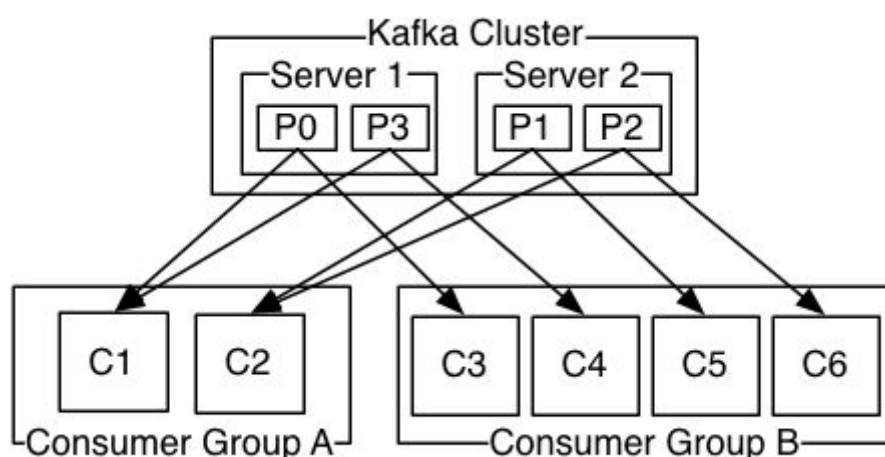 Kafka Cluster
Server 1 Server 2
P0 P3 P1 P2
C1 C2 C3 C4 C5 C6
Consumer Group A Consumer Group B